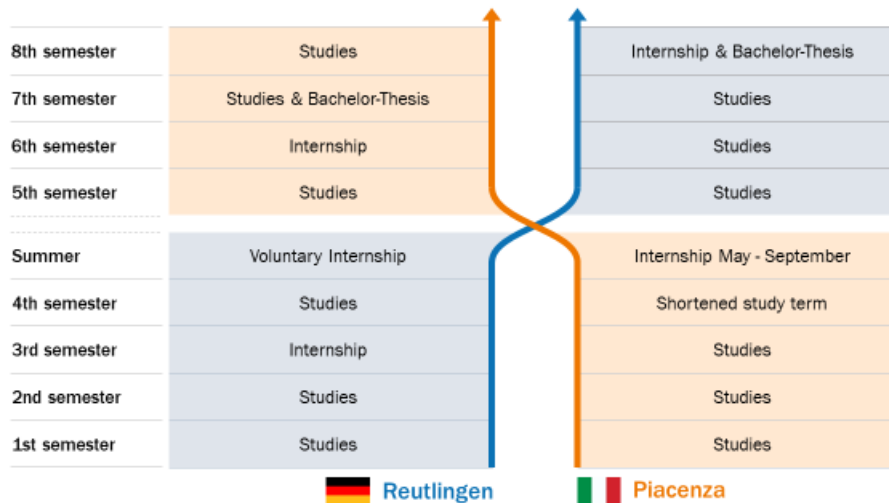 8th semester Studies Internship & Bachelor-Thesis
7th semester Studies & Bachelor-Thesis Studies
6th semester Internship Studies
5th semester Studies Studies
Summer Voluntary Internship Internship May - September
4th semester Studies Shortened study term
3rd semester Internship Studies
2nd semester Studies Studies
1st semester Studies Studies
Reutlingen Piacenza